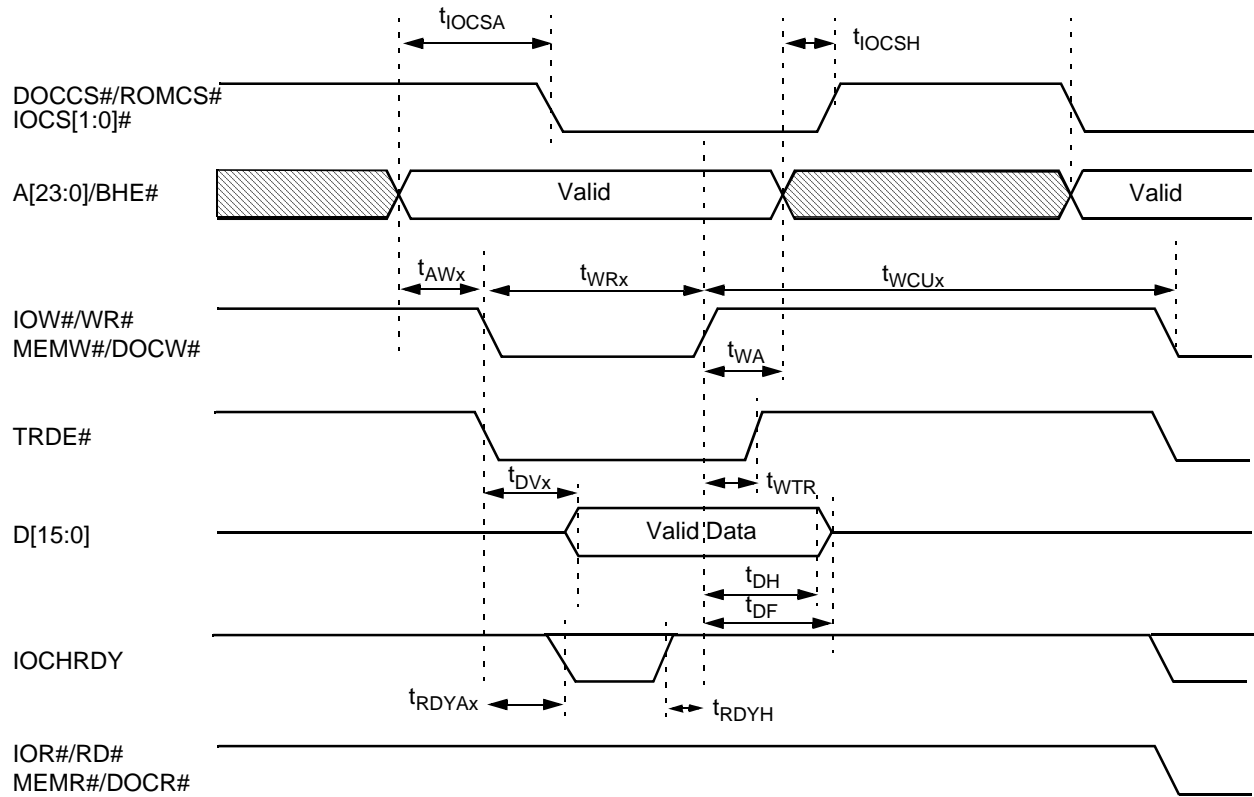 tIOCSA
tIOCSH
DOCCS#/ROMCS#
IOCS[1:0]#
A[23:0]/BHE#
Valid
Valid
tAWx
tWRx
tWCUx
IOW#/WR#
MEMW#/DOCW#
tWA
TRDE#
tDVx
tWTR
D[15:0]
Valid Data
tDH
tDF
IOCHRDY
tRDYAx
tRDYH
IOR#/RD#
MEMR#/DOCR#